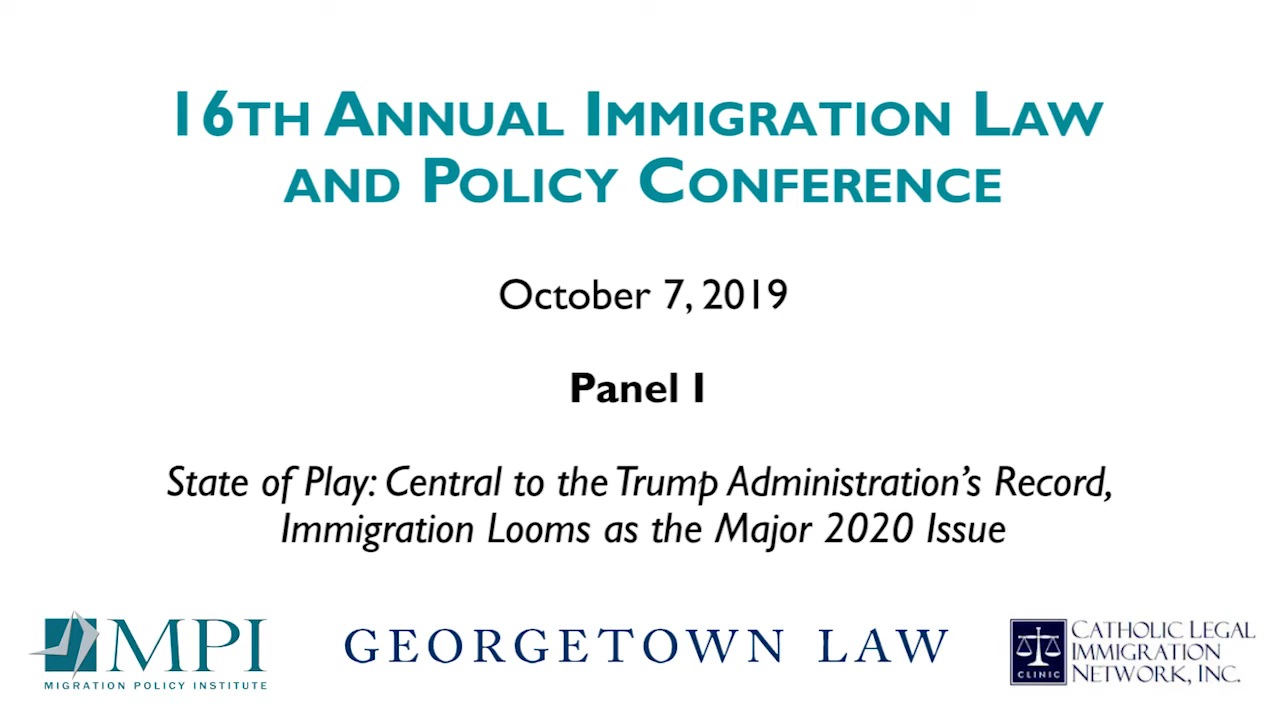 16TH ANNUAL IMMIGRATION LAW
AND POLICY CONFERENCE
October 7, 2019
Panel I
State of Play: Central to the Trump Administration's Record,
Immigration Looms as the Major 2020 Issue
MPI
MIGRATION POLICY INSTITUTE
GEORGETOWN LAW
CLINIC
CATHOLIC LEGAL
IMMIGRATION
NETWORK, INC.